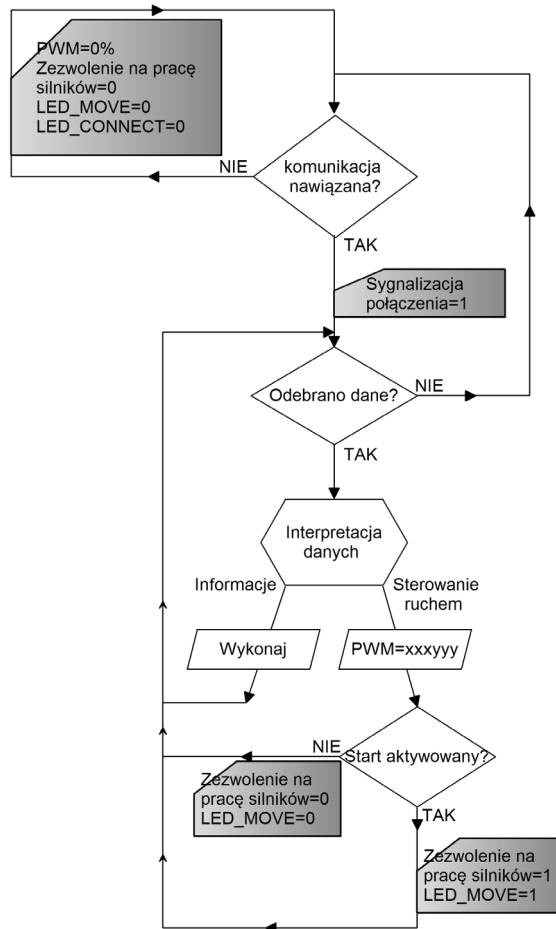 PWM=0%
Zezwolenie na pracę
silników=0
LED_MOVE=0
LED_CONNECT=0
NIE
komunikacja
nawiązana?
TAK
Sygnalizacja
połączenia=1
Odebrano dane?
NIE
TAK
Interpretacja
danych
Informacje
Sterowanie
ruchem
Wykonaj
PWM=xxxyyy
NIE
Start aktywowany?
Zezwolenie na
pracę silników=0
LED_MOVE=0
TAK
Zezwolenie na
pracę silników=1
LED_MOVE=1